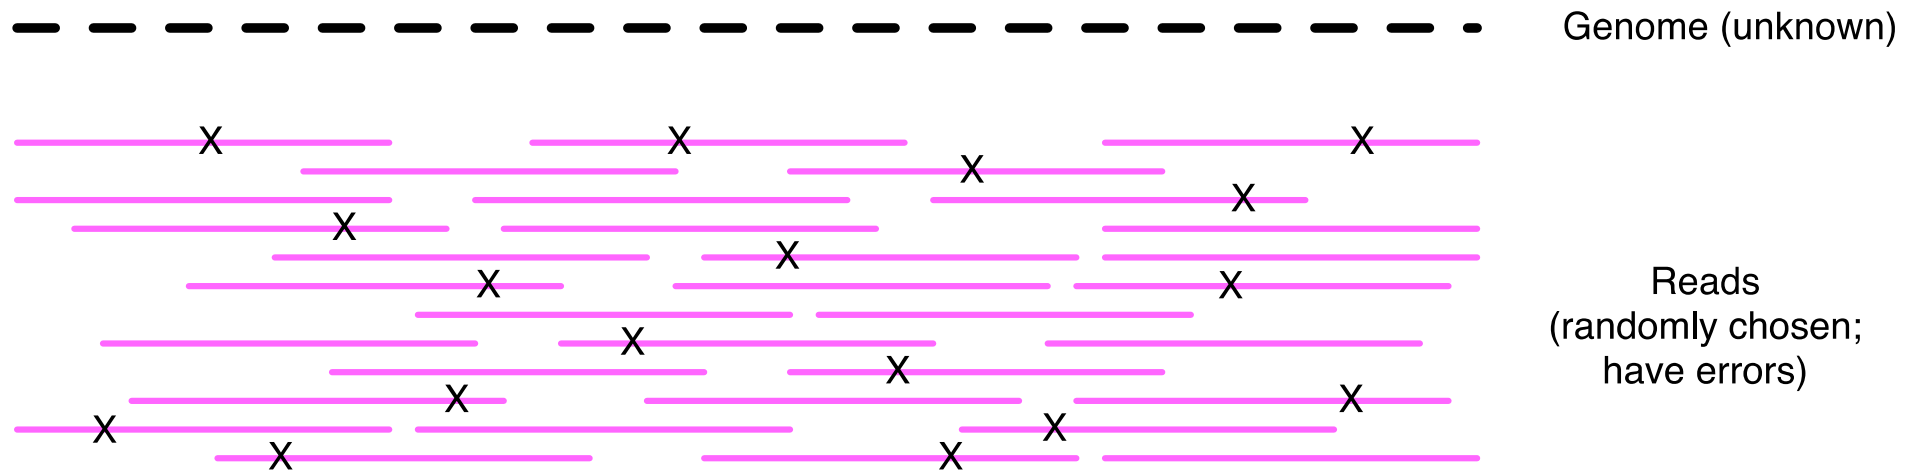 Genome (unknown)
X X X
X
X
X
X
X X
X
X
X X
X X
X X
Reads
(randomly chosen;
have errors)